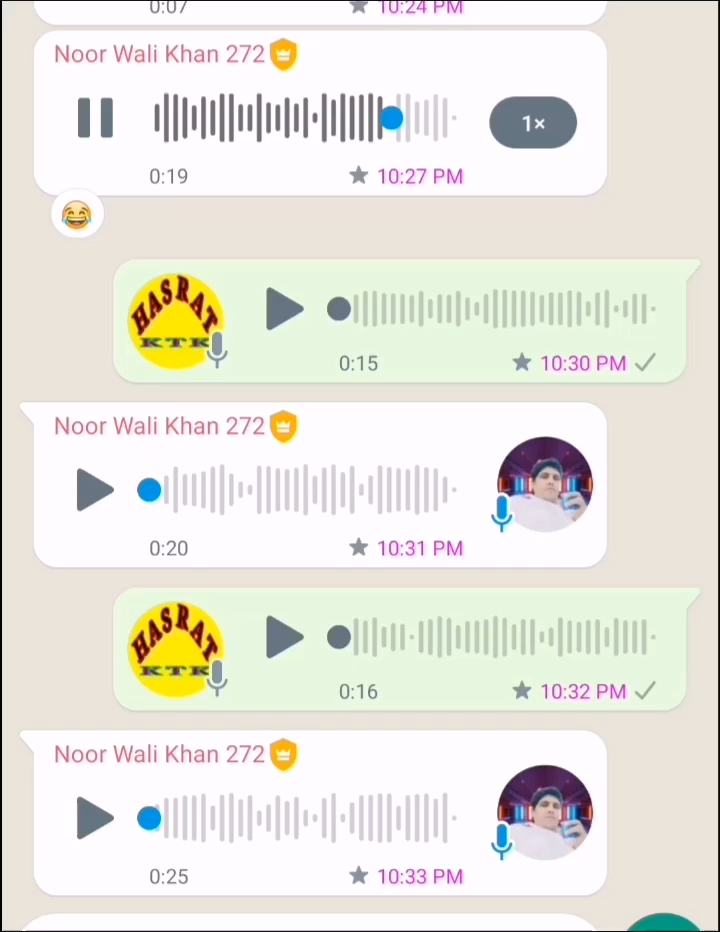 0:07 10:24 PM
Noor Wali Khan 272
1×
0:19 10:27 PM
HASRAT
KTK
0:15 10:30 PM
Noor Wali Khan 272
0:20 10:31 PM
HASRAT
KTK
0:16 10:32 PM
Noor Wali Khan 272
0:25 10:33 PM